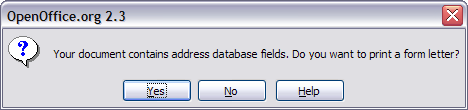 OpenOffice.org 2.3
Your document contains address database fields. Do you want to print a form letter?
Yes No Help